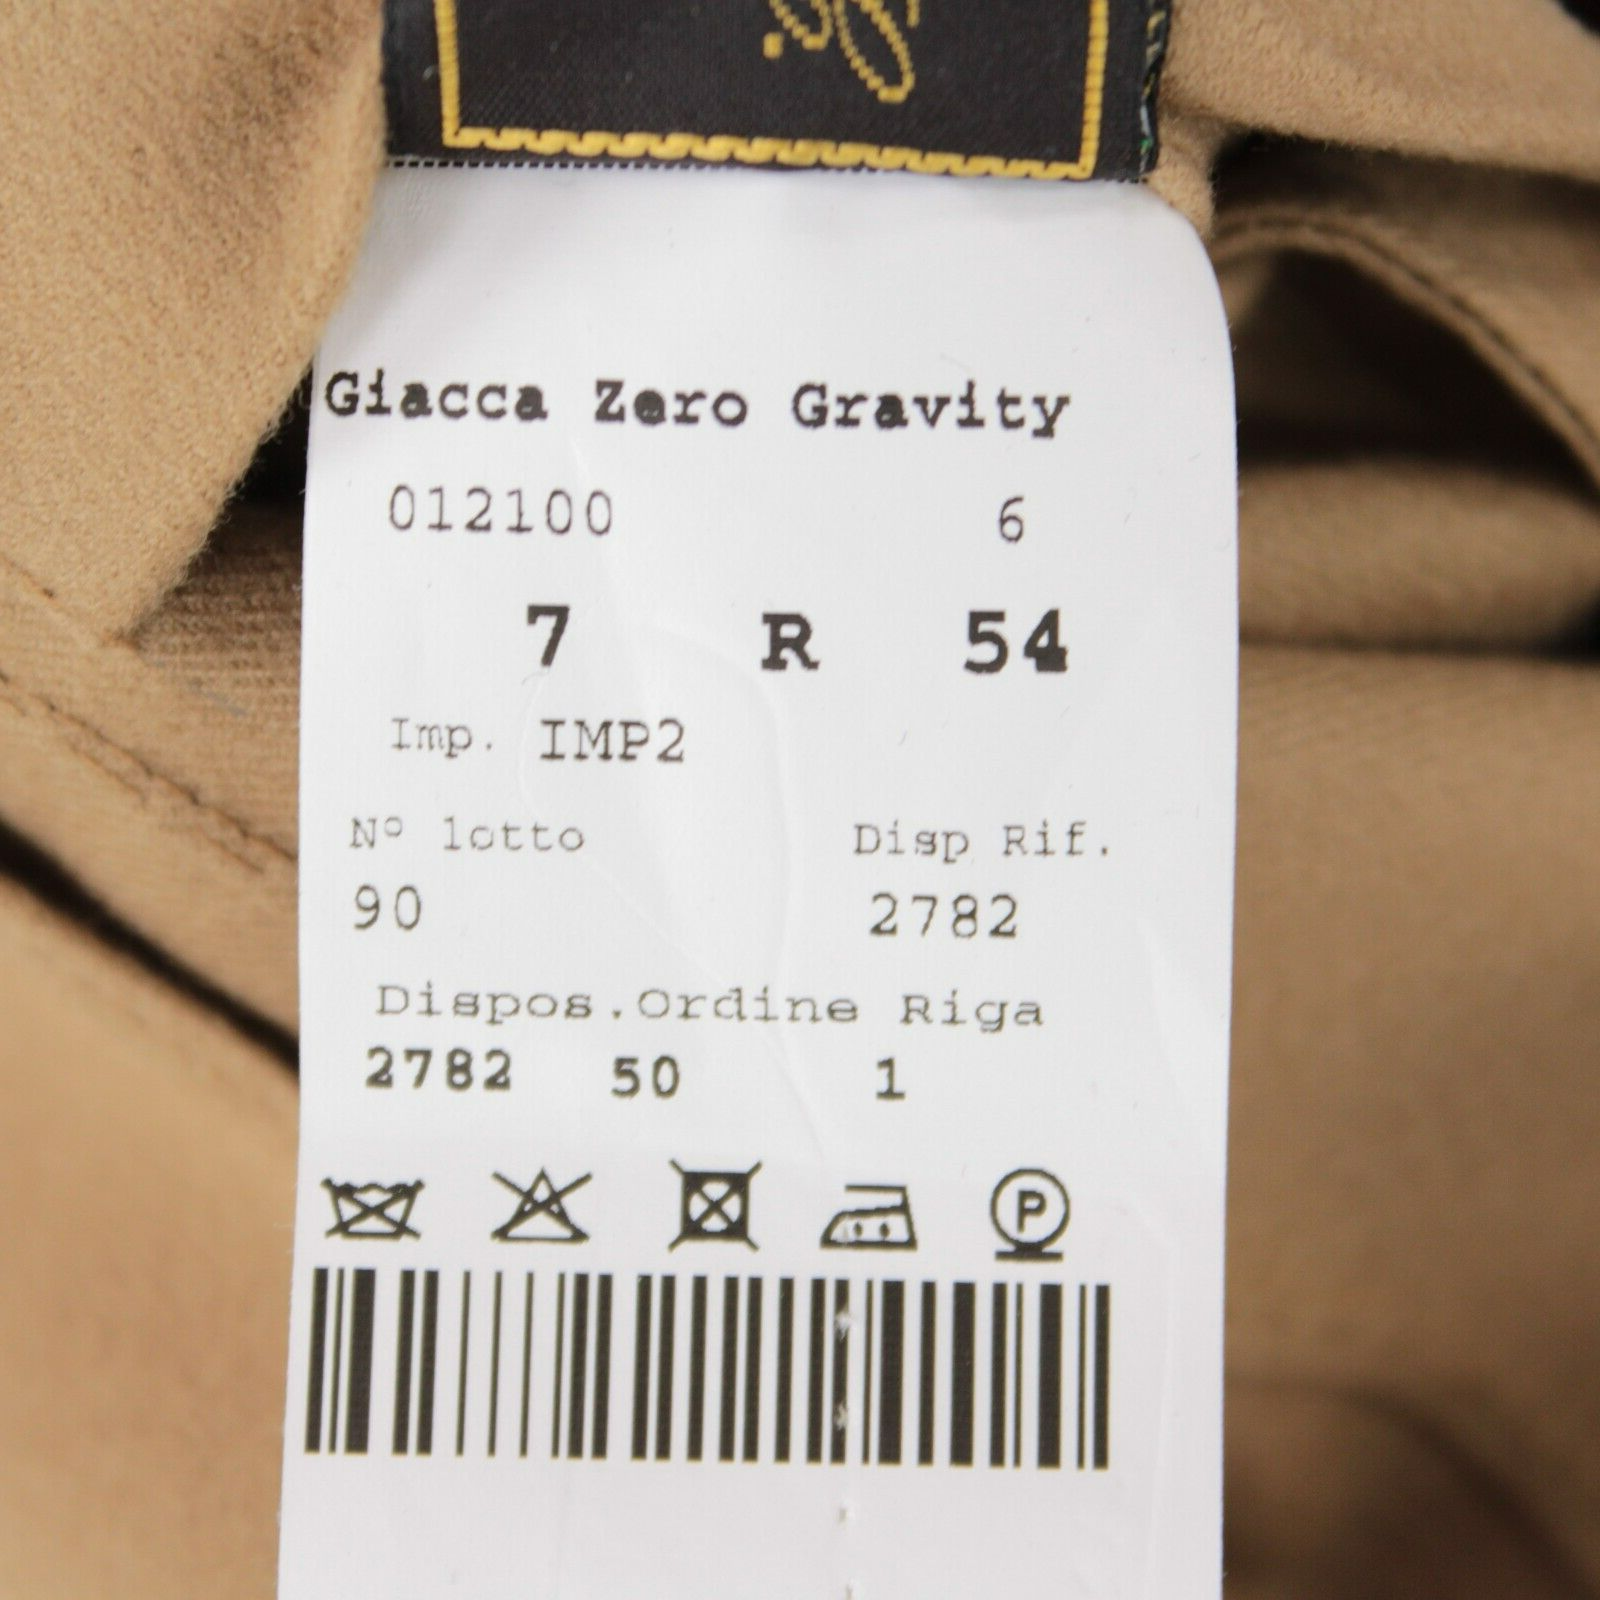 Giacca Zero Gravity
012100 6
7 R 54
Imp. IMP2
Nº lotto Disp Rif.
90 2782
Dispos.Ordine Riga
2782 50 1
P